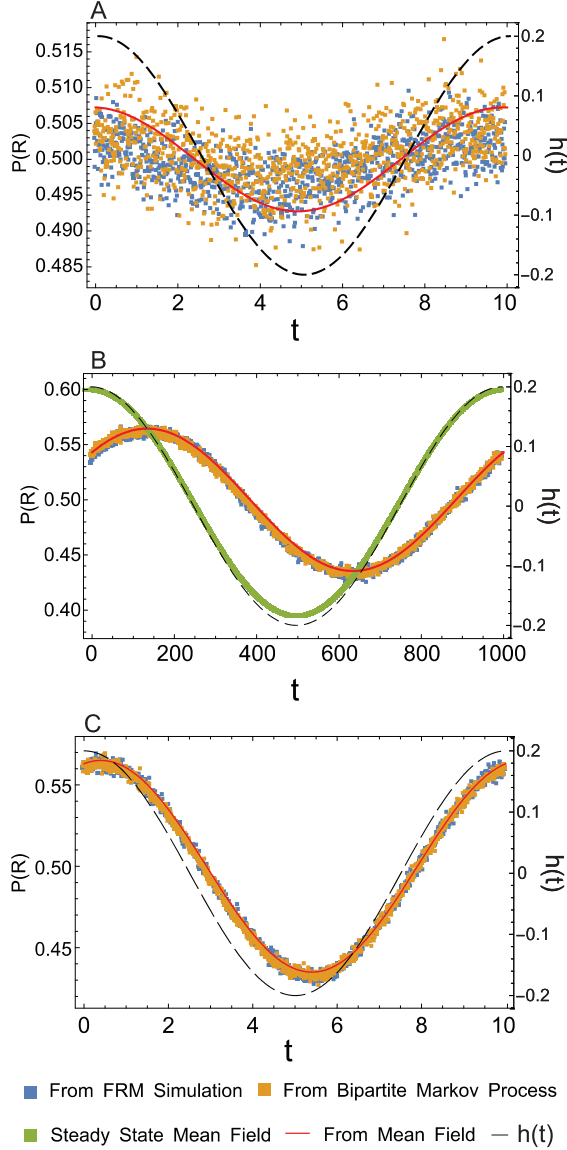 A
0.515
0.510
0.505
0.500
0.495
0.490
0.485
P(R)
0.2
0.1
0
−0.1
−0.2
h(t)
0 2 4 6 8 10
t
B
0.60
0.55
0.50
0.45
0.40
P(R)
0.2
0.1
0
−0.1
−0.2
h(t)
0 200 400 600 800 1000
t
C
0.55
0.50
0.45
P(R)
0.2
0.1
0
−0.1
−0.2
h(t)
0 2 4 6 8 10
t
From FRM Simulation From Bipartite Markov Process
Steady State Mean Field From Mean Field h(t)